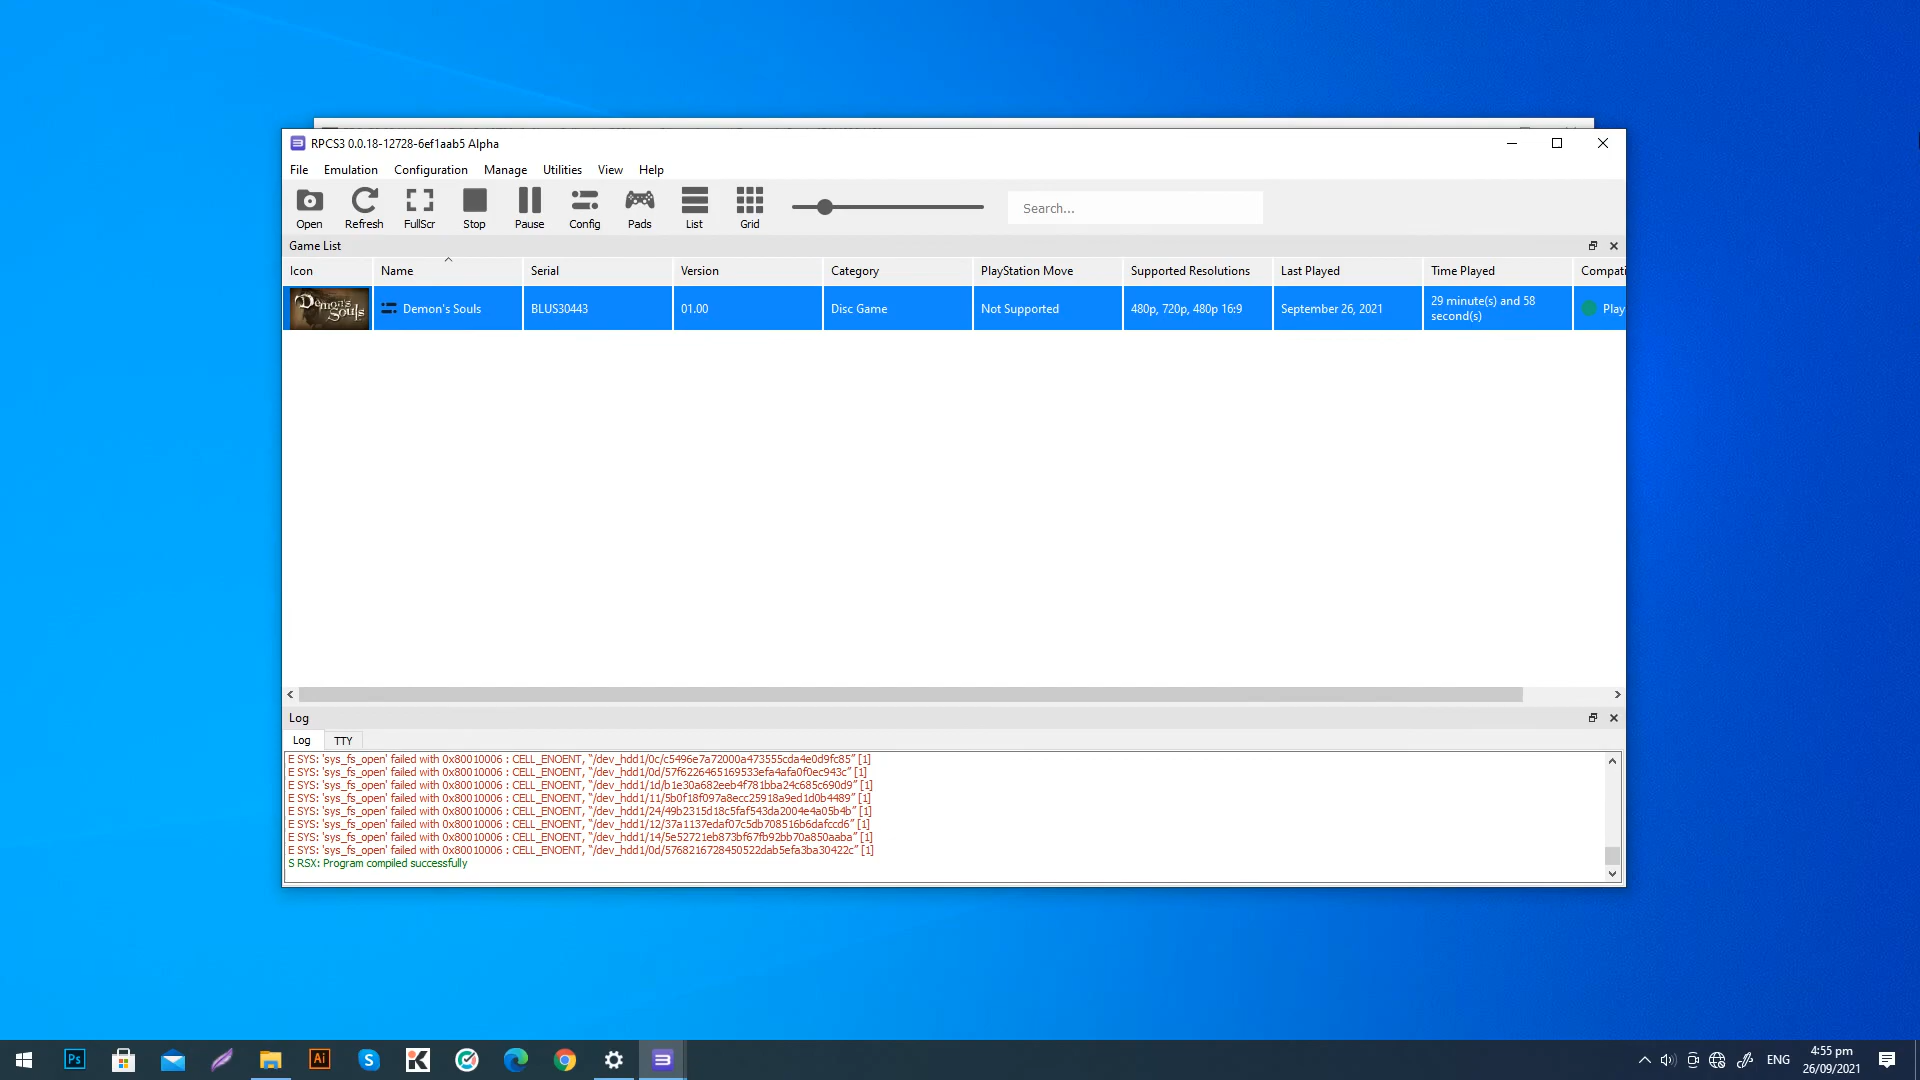 RPCS3 0.0.18-12728-6ef1aab5 Alpha
File Emulation Configuration Manage Utilities View Help
Open Refresh FullScr Stop Pause Config Pads List Grid Search...
Game List
Icon Name Serial Version Category PlayStation Move Supported Resolutions Last Played Time Played Compati
Demon's Souls Demon's Souls BLUS30443 01.00 Disc Game Not Supported 480p, 720p, 480p 16:9 September 26, 2021 29 minute(s) and 58 Play
second(s)
Log
Log TTY
E SYS: 'sys_fs_open' failed with 0x80010006 : CELL_ENOENT, “/dev_hdd1/0c/c5496e7a72000a473555cda4e0d9fc85” [1]
E SYS: 'sys_fs_open' failed with 0x80010006 : CELL_ENOENT, “/dev_hdd1/0d/57f6226465169533efa4afa0f0ec943c” [1]
E SYS: 'sys_fs_open' failed with 0x80010006 : CELL_ENOENT, “/dev_hdd1/1d/b1e30a682eeb4f781bba24c685c690d9” [1]
E SYS: 'sys_fs_open' failed with 0x80010006 : CELL_ENOENT, “/dev_hdd1/11/5b0f18f097a8ecc25918a9ed1d0b4489” [1]
E SYS: 'sys_fs_open' failed with 0x80010006 : CELL_ENOENT, “/dev_hdd1/24/49b2315d18c5faf543da2004e4a05b4b” [1]
E SYS: 'sys_fs_open' failed with 0x80010006 : CELL_ENOENT, “/dev_hdd1/12/37a1137edaf07c5db708516b6dafccd6” [1]
E SYS: 'sys_fs_open' failed with 0x80010006 : CELL_ENOENT, “/dev_hdd1/14/5e52721eb873bf67fb92bb70a850aaba” [1]
E SYS: 'sys_fs_open' failed with 0x80010006 : CELL_ENOENT, “/dev_hdd1/0d/5768216728450522dab5efa3ba30422c” [1]
S RSX: Program compiled successfully
Ps Ai S K ENG 4:55 pm
26/09/2021